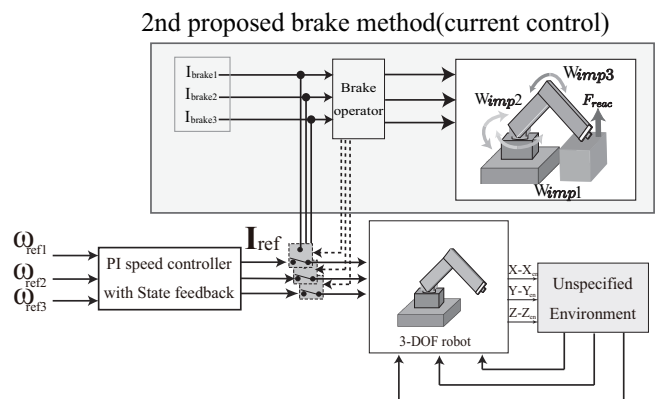 2nd proposed brake method(current control)
Ibrake1
Ibrake2
Ibrake3
Brake
operator
Wimp3
Wimp2
Freac
Wimp1
ωref1
ωref2
ωref3
PI speed controller
with State feedback
Iref
3-DOF robot
X-Xen
Y-Yen
Z-Zen
Unspecified
Environment